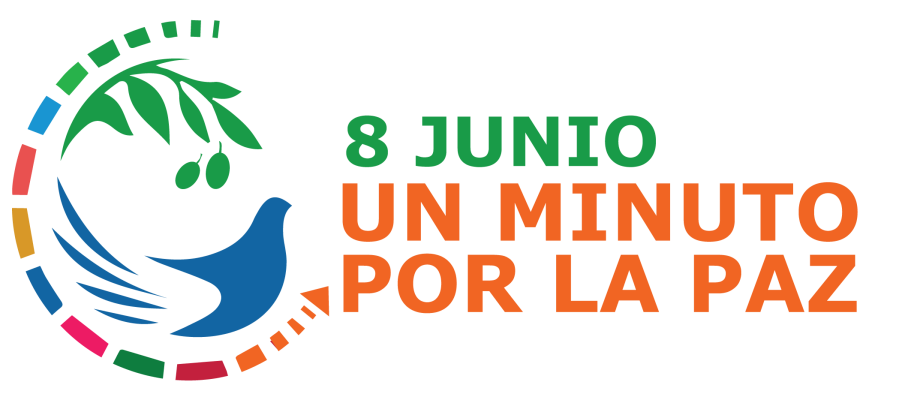 8 JUNIO
UN MINUTO
POR LA PAZ